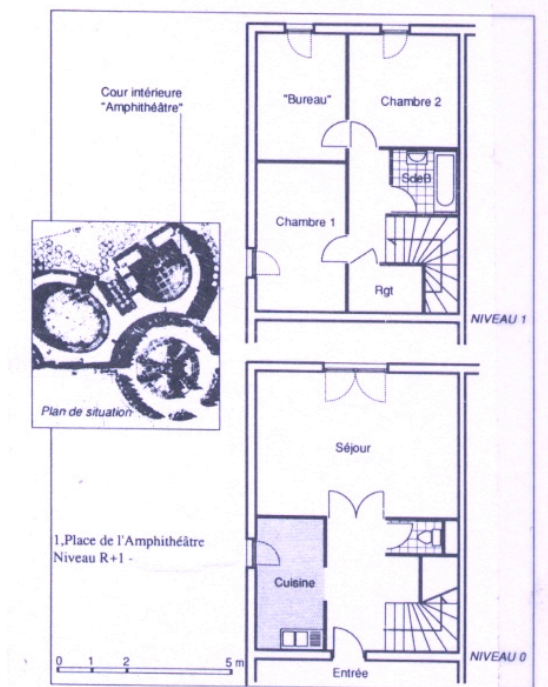 Cour intérieure
"Amphithéâtre"
"Bureau"
Chambre 2
SdeB
Chambre 1
Rgt
NIVEAU 1
Plan de situation
Séjour
1,Place de l'Amphithéâtre
Niveau R+1 -
Cuisine
0 1 2 5 m
Entrée
NIVEAU 0